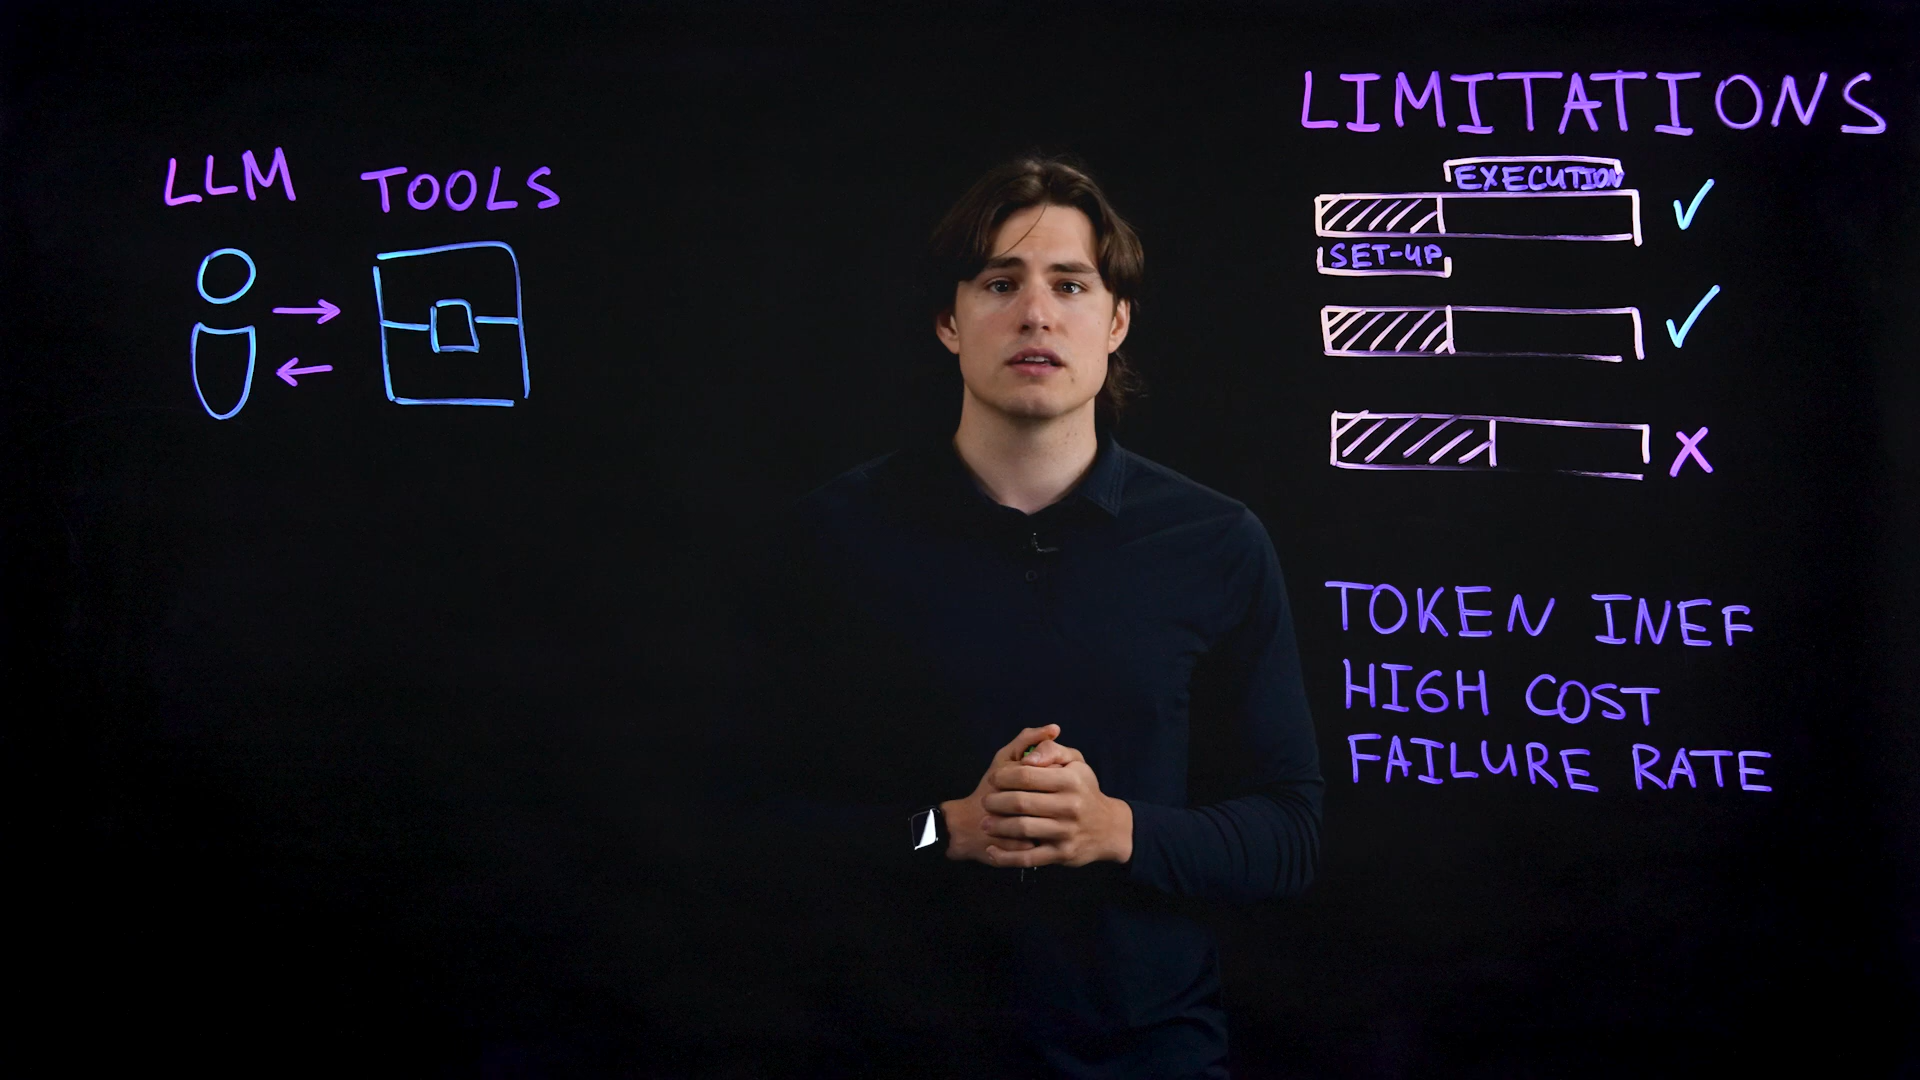 LLM TOOLS
LIMITATIONS
EXECUTION
SET-UP
TOKEN INEF
HIGH COST
FAILURE RATE